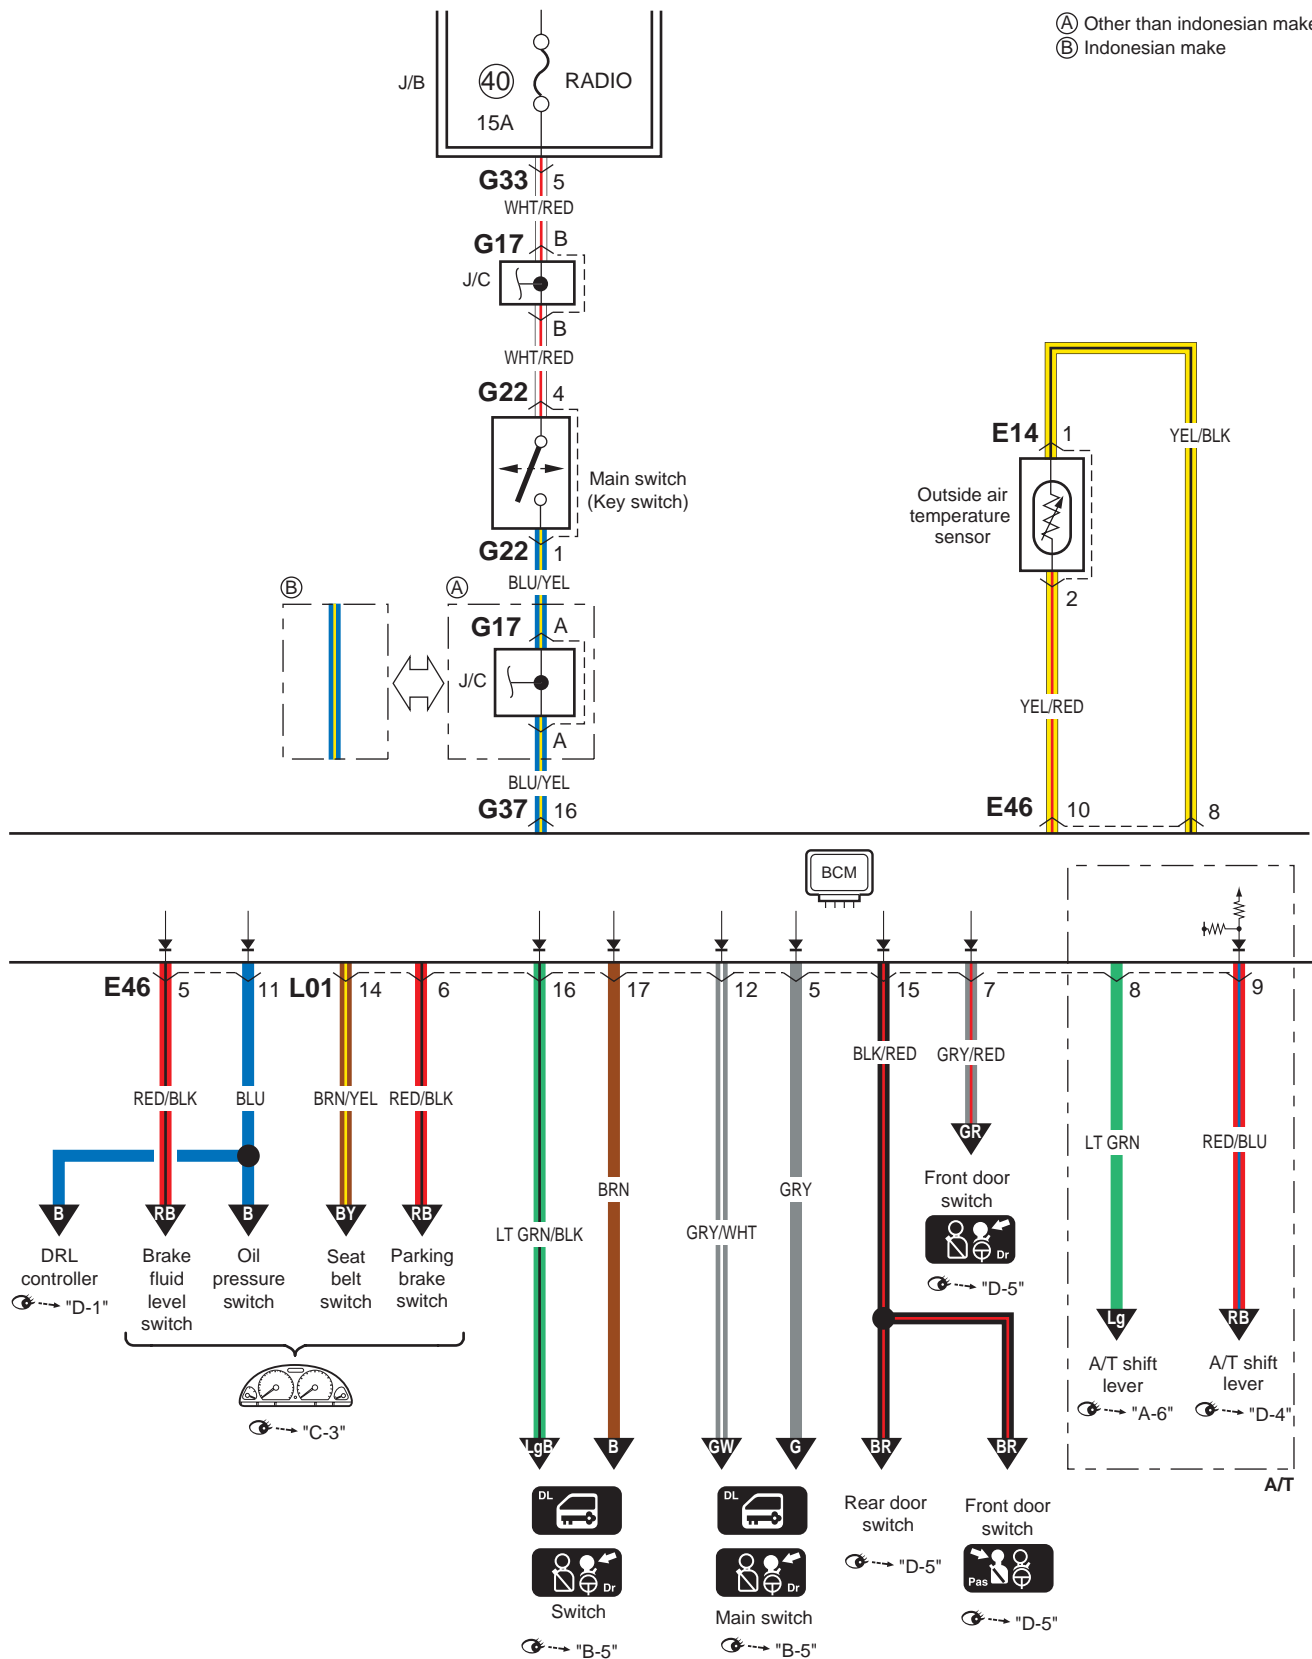 Ⓐ Other than indonesian make
Ⓑ Indonesian make
J/B
40
RADIO
15A
G33
5
WHT/RED
G17
B
J/C
B
WHT/RED
G22
4
Main switch
(Key switch)
G22
1
BLU/YEL
Ⓑ
Ⓐ
G17
A
J/C
A
BLU/YEL
G37
16
E14
1
YEL/BLK
Outside air
temperature
sensor
2
YEL/RED
E46
10
8
BCM
E46
5
11
L01
14
6
16
17
12
5
15
7
8
9
RED/BLK
BLU
BRN/YEL
RED/BLK
LT GRN/BLK
BRN
GRY/WHT
GRY
BLK/RED
GRY/RED
LT GRN
RED/BLU
B
RB
B
BY
RB
DRL
controller
"D-1"
Brake
fluid
level
switch
Oil
pressure
switch
Seat
belt
switch
Parking
brake
switch
"C-3"
GR
Front door
switch
Dr
"D-5"
Lg
RB
A/T shift
lever
"A-6"
A/T shift
lever
"D-4"
A/T
LgB
B
GW
G
BR
BR
DL
Dr
Switch
"B-5"
DL
Dr
Main switch
"B-5"
Rear door
switch
"D-5"
Front door
switch
Pas
"D-5"